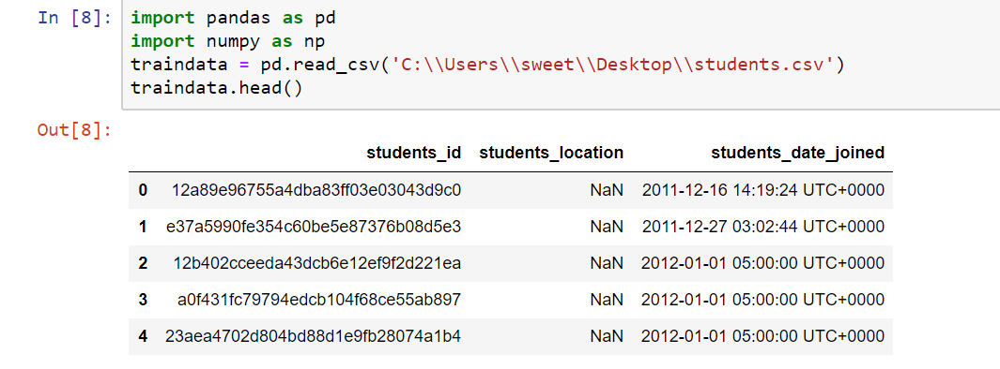 In [8]: import pandas as pd
import numpy as np
traindata = pd.read_csv('C:\\Users\\sweet\\Desktop\\students.csv')
traindata.head()
Out[8]:
students_id students_location students_date_joined
0 12a89e96755a4dba83ff03e03043d9c0 NaN 2011-12-16 14:19:24 UTC+0000
1 e37a5990fe354c60be5e87376b08d5e3 NaN 2011-12-27 03:02:44 UTC+0000
2 12b402cceeda43dcb6e12ef9f2d221ea NaN 2012-01-01 05:00:00 UTC+0000
3 a0f431fc79794edcb104f68ce55ab897 NaN 2012-01-01 05:00:00 UTC+0000
4 23aea4702d804bd88d1e9fb28074a1b4 NaN 2012-01-01 05:00:00 UTC+0000